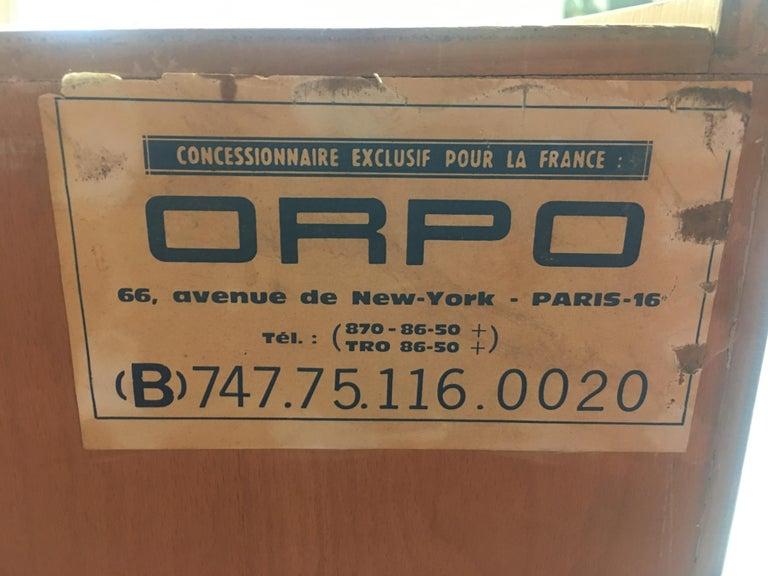 CONCESSIONNAIRE EXCLUSIF POUR LA FRANCE :
ORPO
66, avenue de New-York - PARIS-16e
Tél. : (870-86-50 +
TRO 86-50 +)
(B)747.75.116.0020